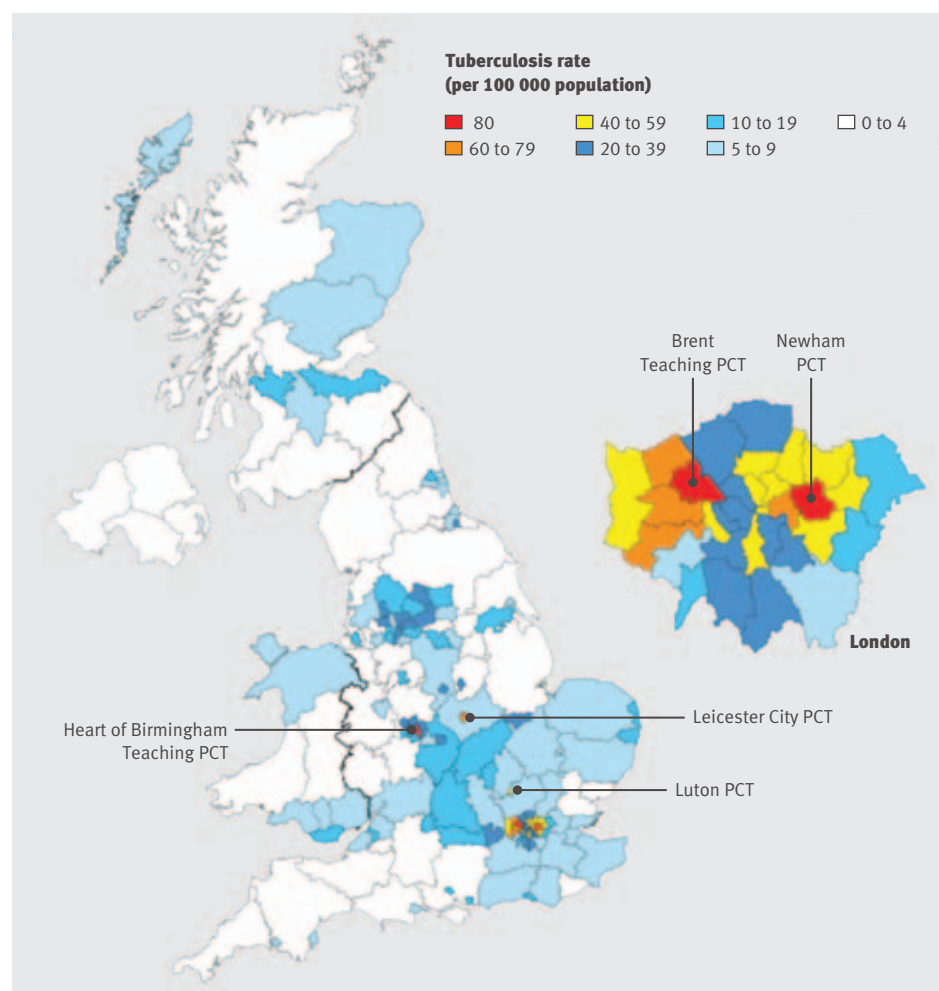 Tuberculosis rate
(per 100 000 population)
80
40 to 59
10 to 19
0 to 4
60 to 79
20 to 39
5 to 9
Brent
Teaching PCT
Newham
PCT
London
Leicester City PCT
Heart of Birmingham
Teaching PCT
Luton PCT